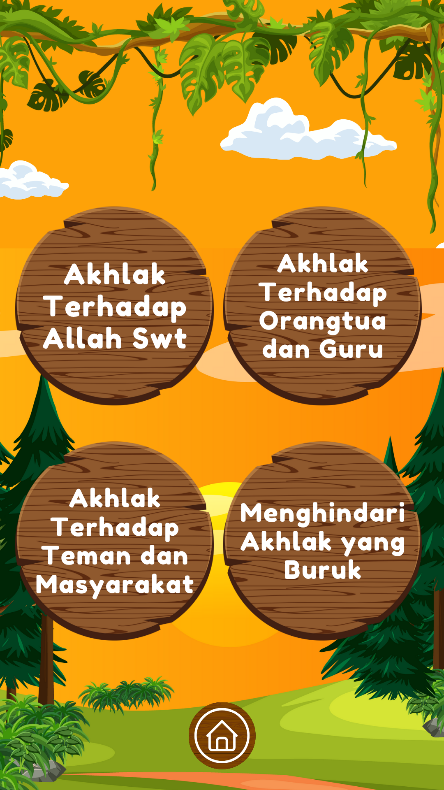 Akhlak
Terhadap
Allah Swt
Akhlak
Terhadap
Orangtua
dan Guru
Akhlak
Terhadap
Teman dan
Masyarakat
Menghindari
Akhlak yang
Buruk